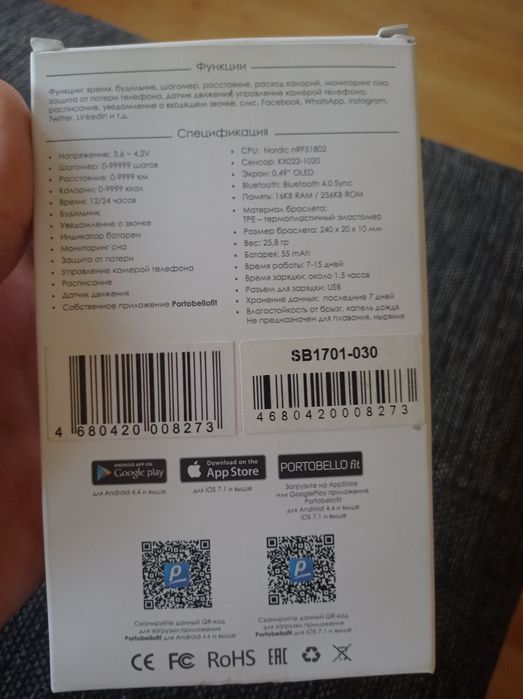 Функции
Функции: время, будильник, шагомер, расстояние, расход калорий, мониторинг сна,
защита от потери телефона, датчик движения, управление камерой телефона,
расписание, уведомление о входящем звонке, смс, Facebook, WhatsApp, Instagram,
Twitter, LinkedIn и т.д.
Спецификация
• Напряжение: 3,6 ~ 4,2V
• Шагомер: 0-99999 шагов
• Расстояние: 0-9999 км
• Калории: 0-9999 ккал
• Время: 12/24 часов
• Будильник
• Уведомление о звонке
• Индикатор батареи
• Мониторинг сна
• Защита от потери
• Управление камерой телефона
• Расписание
• Датчик движения
• Собственное приложение Portobellofit
• CPU: Nordic nRF51802
• Сенсор: KX022-1020
• Экран: 0,49" OLED
• Bluetooth: Bluetooth 4.0 Sync
• Память: 16KB RAM / 256KB ROM
• Материал браслета:
TPE – термопластичный эластомер
• Размер браслета: 240 x 20 x 10 мм
• Вес: 25,8 гр
• Батарея: 55 mAh
• Время работы: 7-15 дней
• Время зарядки: около 1,5 часов
• Разъем для зарядки: USB
• Хранение данных: последние 7 дней
• Влагостойкость от брызг, капель дождя.
Не предназначен для плавания, ныряния
4 680420 008273
SB1701-030
4680420008273
ANDROID APP ON
Google play
для Android 4.4 и выше
Download on the
App Store
для iOS 7.1 и выше
PORTOBELLO fit
Загрузите на AppStore
или GooglePlay приложение
Portobellofit
для Android 4.4 и выше
iOS 7.1 и выше
P
P
Сканируйте данный QR-код
для загрузки приложения
Portobellofit для Android 4.4 и выше
Сканируйте данный QR-код
для загрузки приложения
Portobellofit для iOS 7.1 и выше
CE FC RoHS EAC